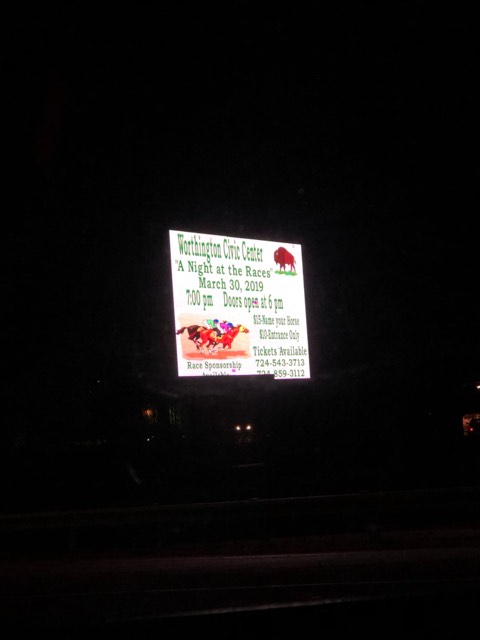 Worthington Civic Center
"A Night at the Races"
March 30, 2019
7:00 pm Doors open at 6 pm
$15-Name your Horse
$10-Entrance Only
Tickets Available
724-543-3713
724-859-3112
Race Sponsorship
Available